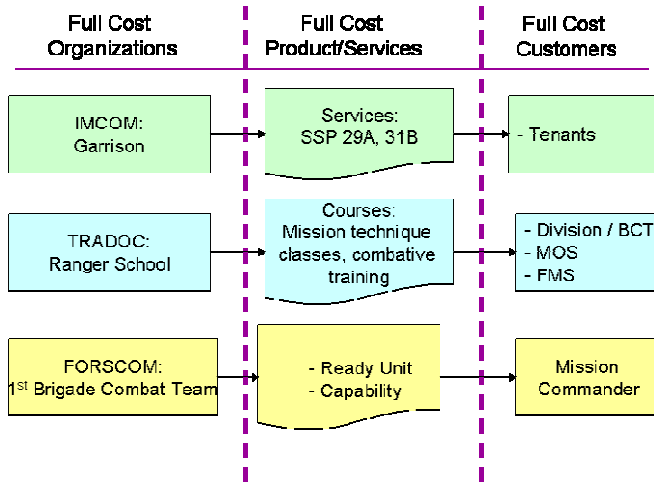 Full Cost
Organizations
Full Cost
Product/Services
Full Cost
Customers
IMCOM:
Garrison
Services:
SSP 29A, 31B
- Tenants
TRADOC:
Ranger School
Courses:
Mission technique
classes, combative
training
- Division / BCT
- MOS
- FMS
FORSCOM:
1st Brigade Combat Team
- Ready Unit
- Capability
Mission
Commander